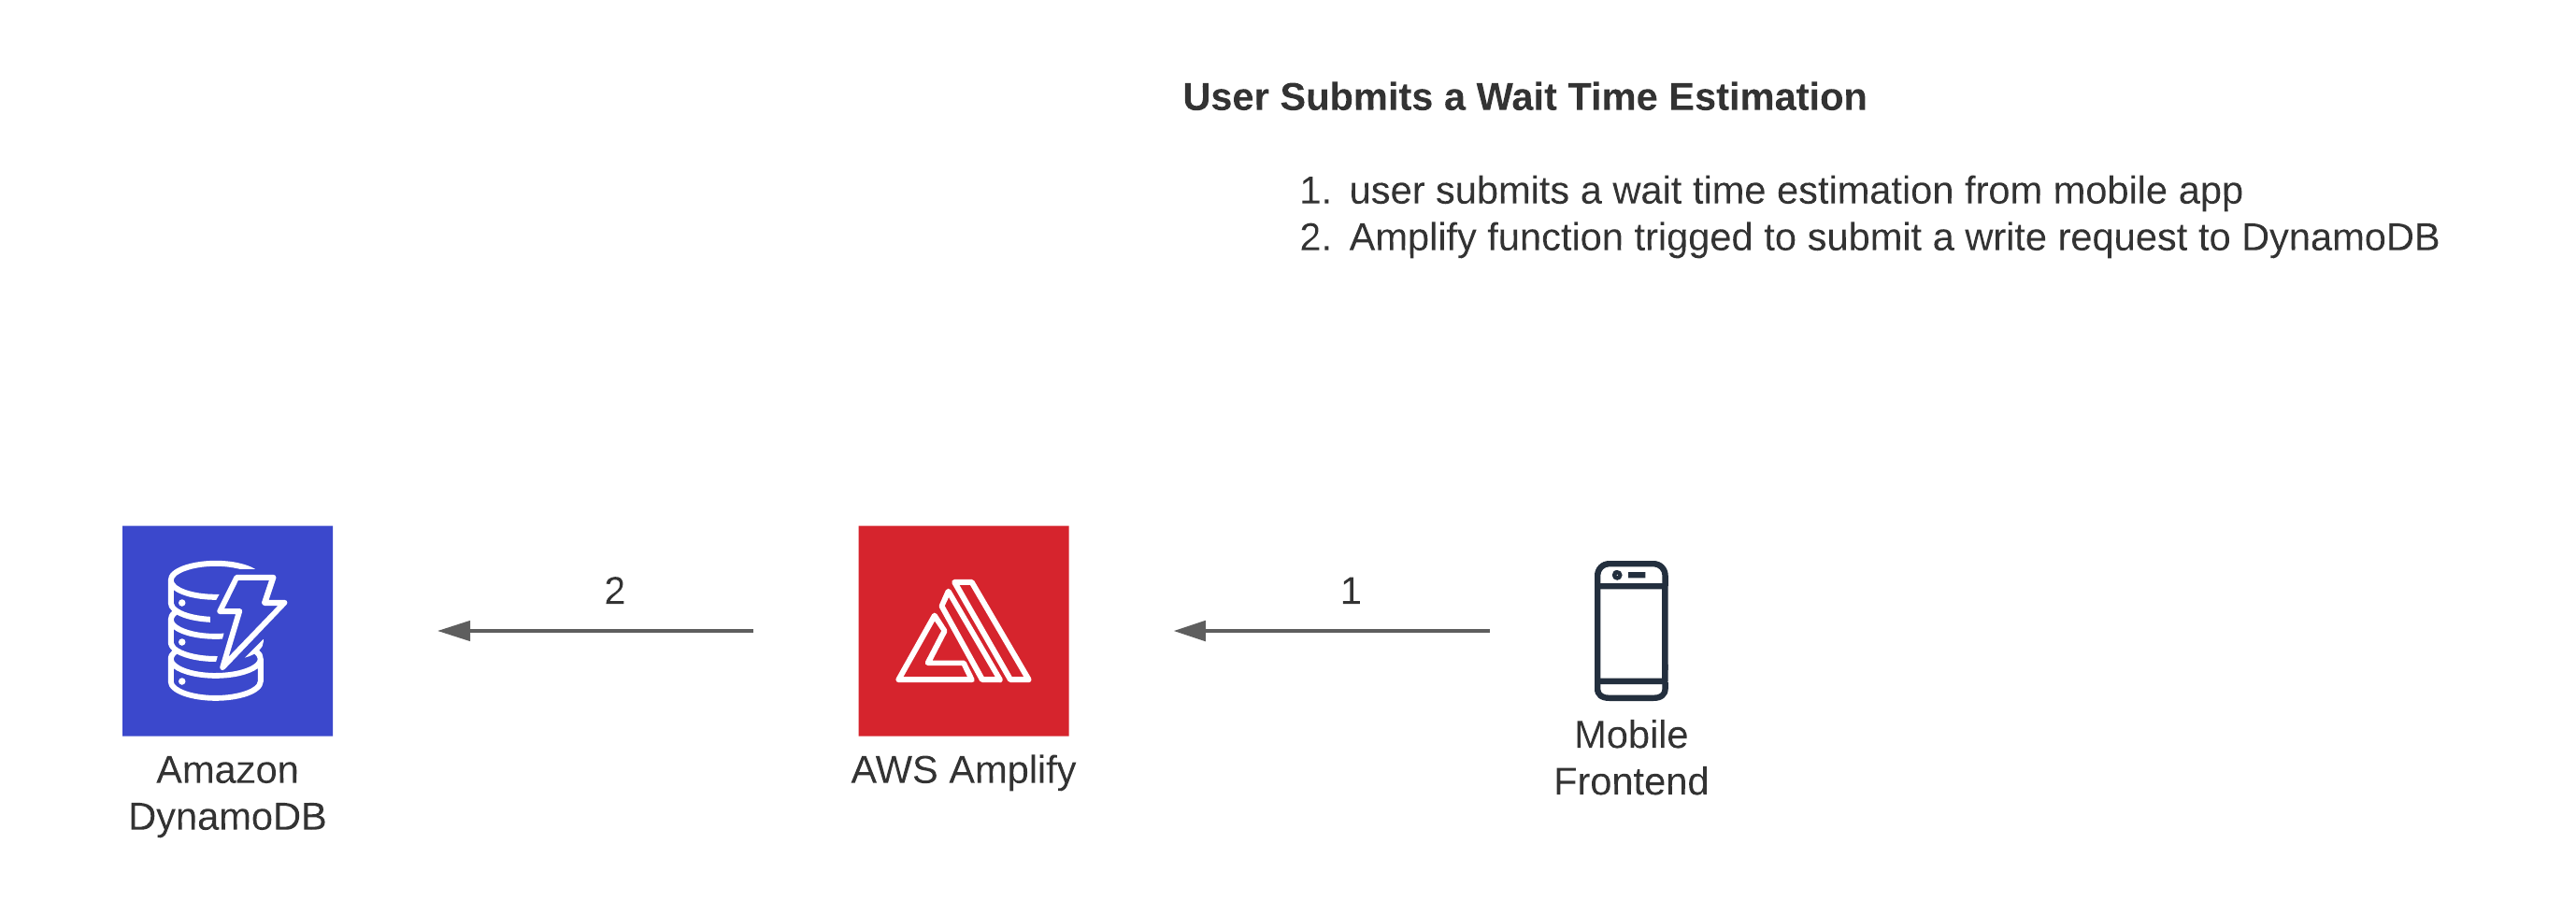 User Submits a Wait Time Estimation
1. user submits a wait time estimation from mobile app
2. Amplify function trigged to submit a write request to DynamoDB
2
1
Amazon
DynamoDB
AWS Amplify
Mobile
Frontend